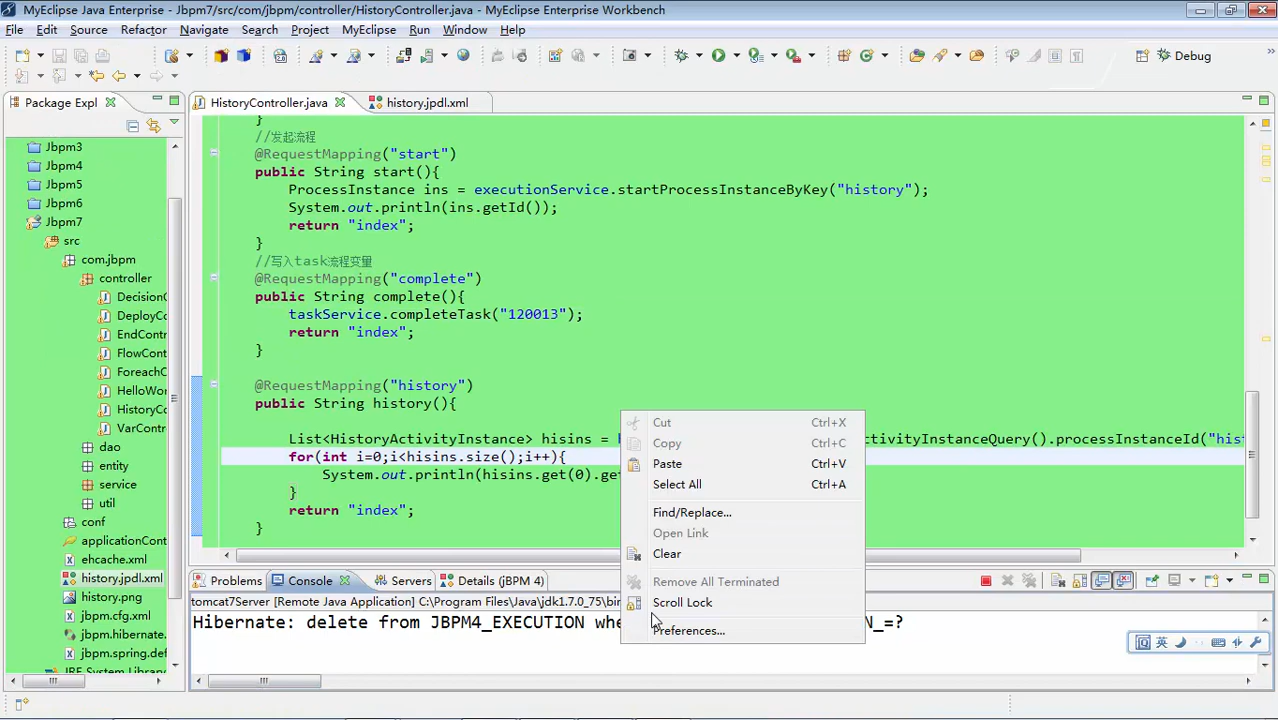 MyEclipse Java Enterprise - Jbpm7/src/com/jbpm/controller/HistoryController.java - MyEclipse Enterprise Workbench
File Edit Source Refactor Navigate Search Project MyEclipse Run Window Help
Debug
Package Expl
HistoryController.java
history.jpdl.xml
Jbpm3
Jbpm4
Jbpm5
Jbpm6
Jbpm7
src
com.jbpm
controller
DecisionC
DeployCo
EndContr
FlowCont
ForeachC
HelloWor
HistoryCo
VarContro
dao
entity
service
util
conf
applicationCont
ehcache.xml
history.jpdl.xml
history.png
jbpm.cfg.xml
jbpm.hibernate.
jbpm.spring.def
JRE System Library
}
//发起流程
@RequestMapping("start")
public String start(){
ProcessInstance ins = executionService.startProcessInstanceByKey("history");
System.out.println(ins.getId());
return "index";
}
//写入task流程变量
@RequestMapping("complete")
public String complete(){
taskService.completeTask("120013");
return "index";
}
@RequestMapping("history")
public String history(){
List<HistoryActivityInstance> hisins = h ctivityInstanceQuery().processInstanceId("hist
for(int i=0;i<hisins.size();i++){
System.out.println(hisins.get(0).get
}
return "index";
}
Cut Ctrl+X
Copy Ctrl+C
Paste Ctrl+V
Select All Ctrl+A
Find/Replace...
Open Link
Clear
Remove All Terminated
Scroll Lock
Preferences...
Problems Console Servers Details (JBPM 4)
tomcat7Server [Remote Java Application] C:\Program Files\Java\jdk1.7.0_75\bin
Hibernate: delete from JBPM4_EXECUTION whe N_=?
英